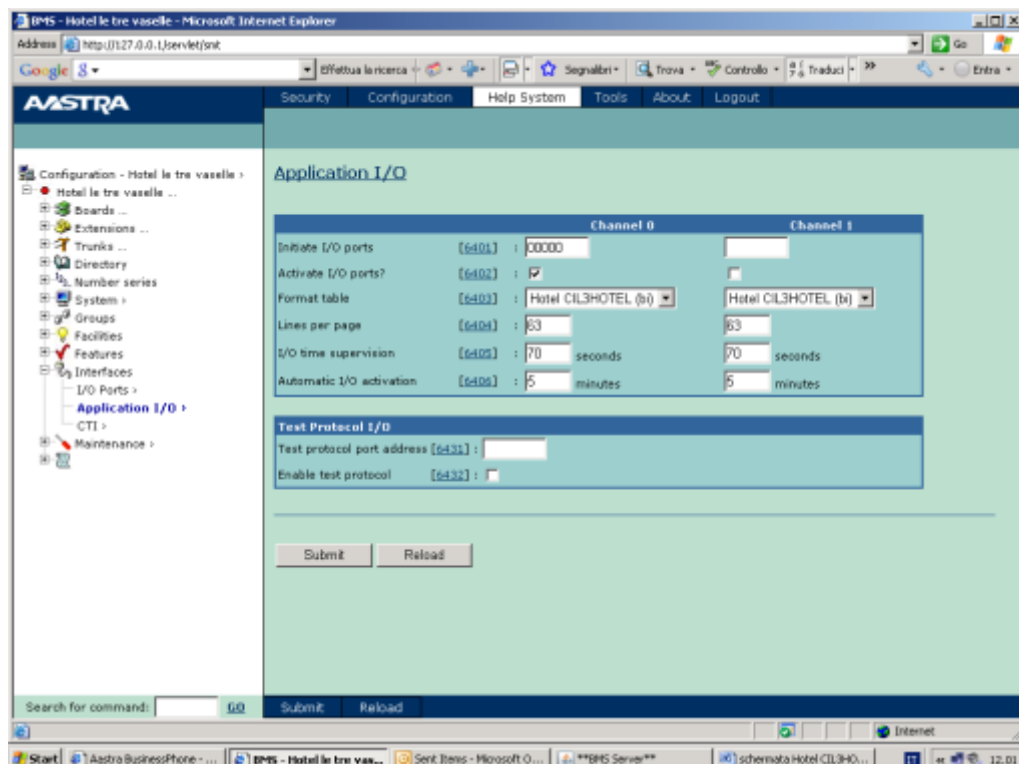 BMS - Hotel le tre vaselle - Microsoft Internet Explorer
Address http://127.0.0.1/servlet/snt Go
Google Effettua la ricerca Segnalibri Trova Controllo Traduci Entra
AASTRA
Security Configuration Help System Tools About Logout
Configuration - Hotel le tre vaselle ›
Hotel le tre vaselle ...
Boards ...
Extensions ...
Trunks ...
Directory
Number series
System ›
Groups
Facilities
Features
Interfaces
I/O Ports ›
Application I/O ›
CTI ›
Maintenance ›
Application I/O
Channel 0 Channel 1
Initiate I/O ports [6401] : 00000
Activate I/O ports? [6402] :
Format table [6403] : Hotel CIL3HOTEL (bi) Hotel CIL3HOTEL (bi)
Lines per page [6404] : 63 63
I/O time supervision [6405] : 70 seconds 70 seconds
Automatic I/O activation [6406] : 5 minutes 5 minutes
Test Protocol I/O
Test protocol port address [6431] :
Enable test protocol [6432] :
Submit Reload
Search for command: GO Submit Reload
Internet
Start Aastra BusinessPhone - ... BMS - Hotel le tre vas... Sent Items - Microsoft O... **BMS Server** schermata Hotel CIL3HO... IT « 12.01